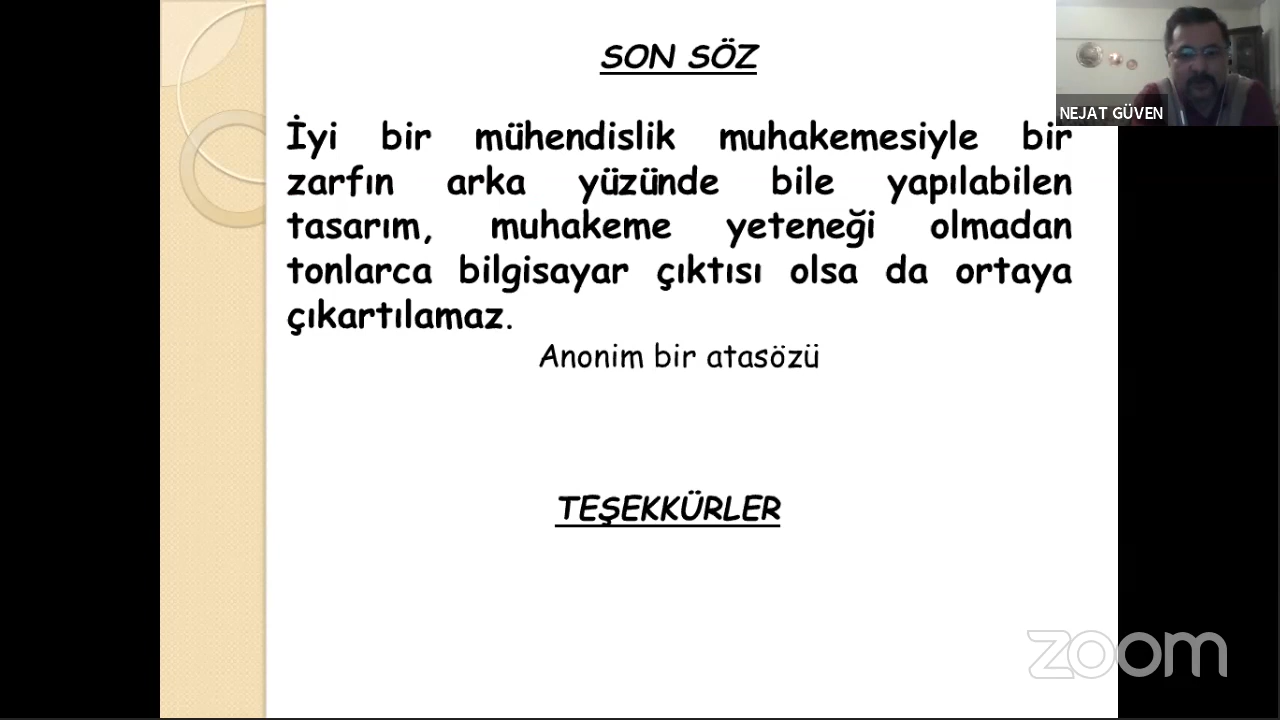 SON SÖZ
NEJAT GÜVEN
İyi bir mühendislik muhakemesiyle bir
zarfın arka yüzünde bile yapılabilen
tasarım, muhakeme yeteneği olmadan
tonlarca bilgisayar çıktısı olsa da ortaya
çıkartılamaz.
Anonim bir atasözü
TEŞEKKÜRLER
zoom